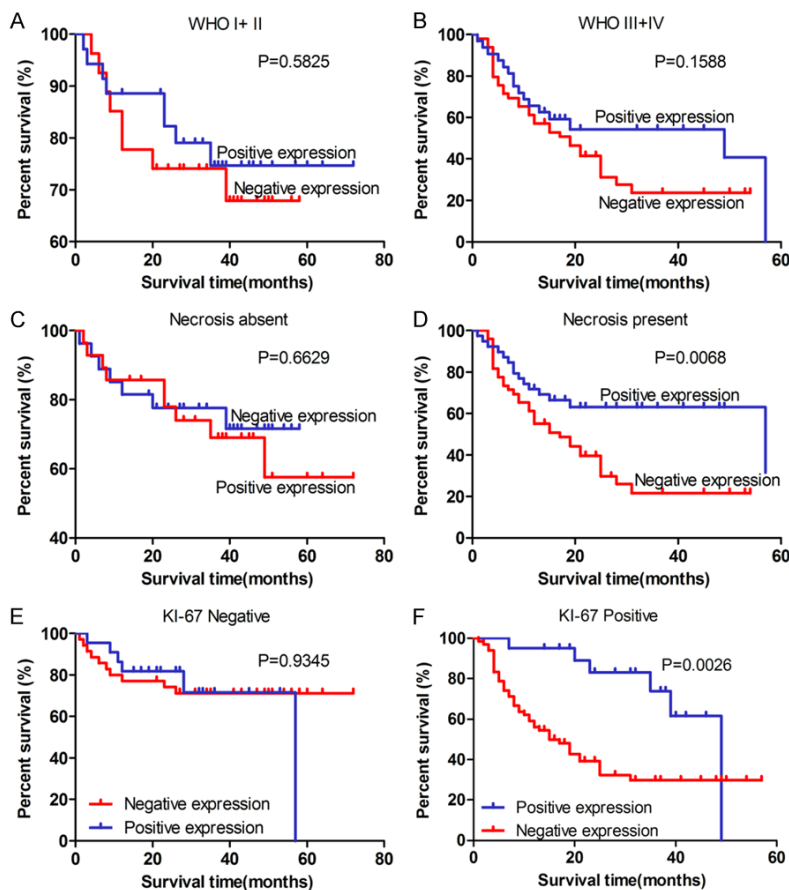 A
WHO I+ II
P=0.5825
Positive expression
Negative expression
Percent survival (%)
100
90
80
70
60
0
20
40
60
80
Survival time(months)
B
WHO III+IV
P=0.1588
Positive expression
Negative expression
Percent survival (%)
100
80
60
40
20
0
0
20
40
60
Survival time(months)
C
Necrosis absent
P=0.6629
Negative expression
Positive expression
Percent survival (%)
100
80
60
40
0
20
40
60
80
Survival time(months)
D
Necrosis present
P=0.0068
Positive expression
Negative expression
Percent survival (%)
100
80
60
40
20
0
0
20
40
60
Survival time(months)
E
KI-67 Negative
P=0.9345
Negative expression
Positive expression
Percent survival (%)
100
80
60
40
20
0
0
20
40
60
80
Survival time(months)
F
KI-67 Positive
P=0.0026
Positive expression
Negative expression
Percent survival (%)
100
80
60
40
20
0
0
20
40
60
Survival time(months)